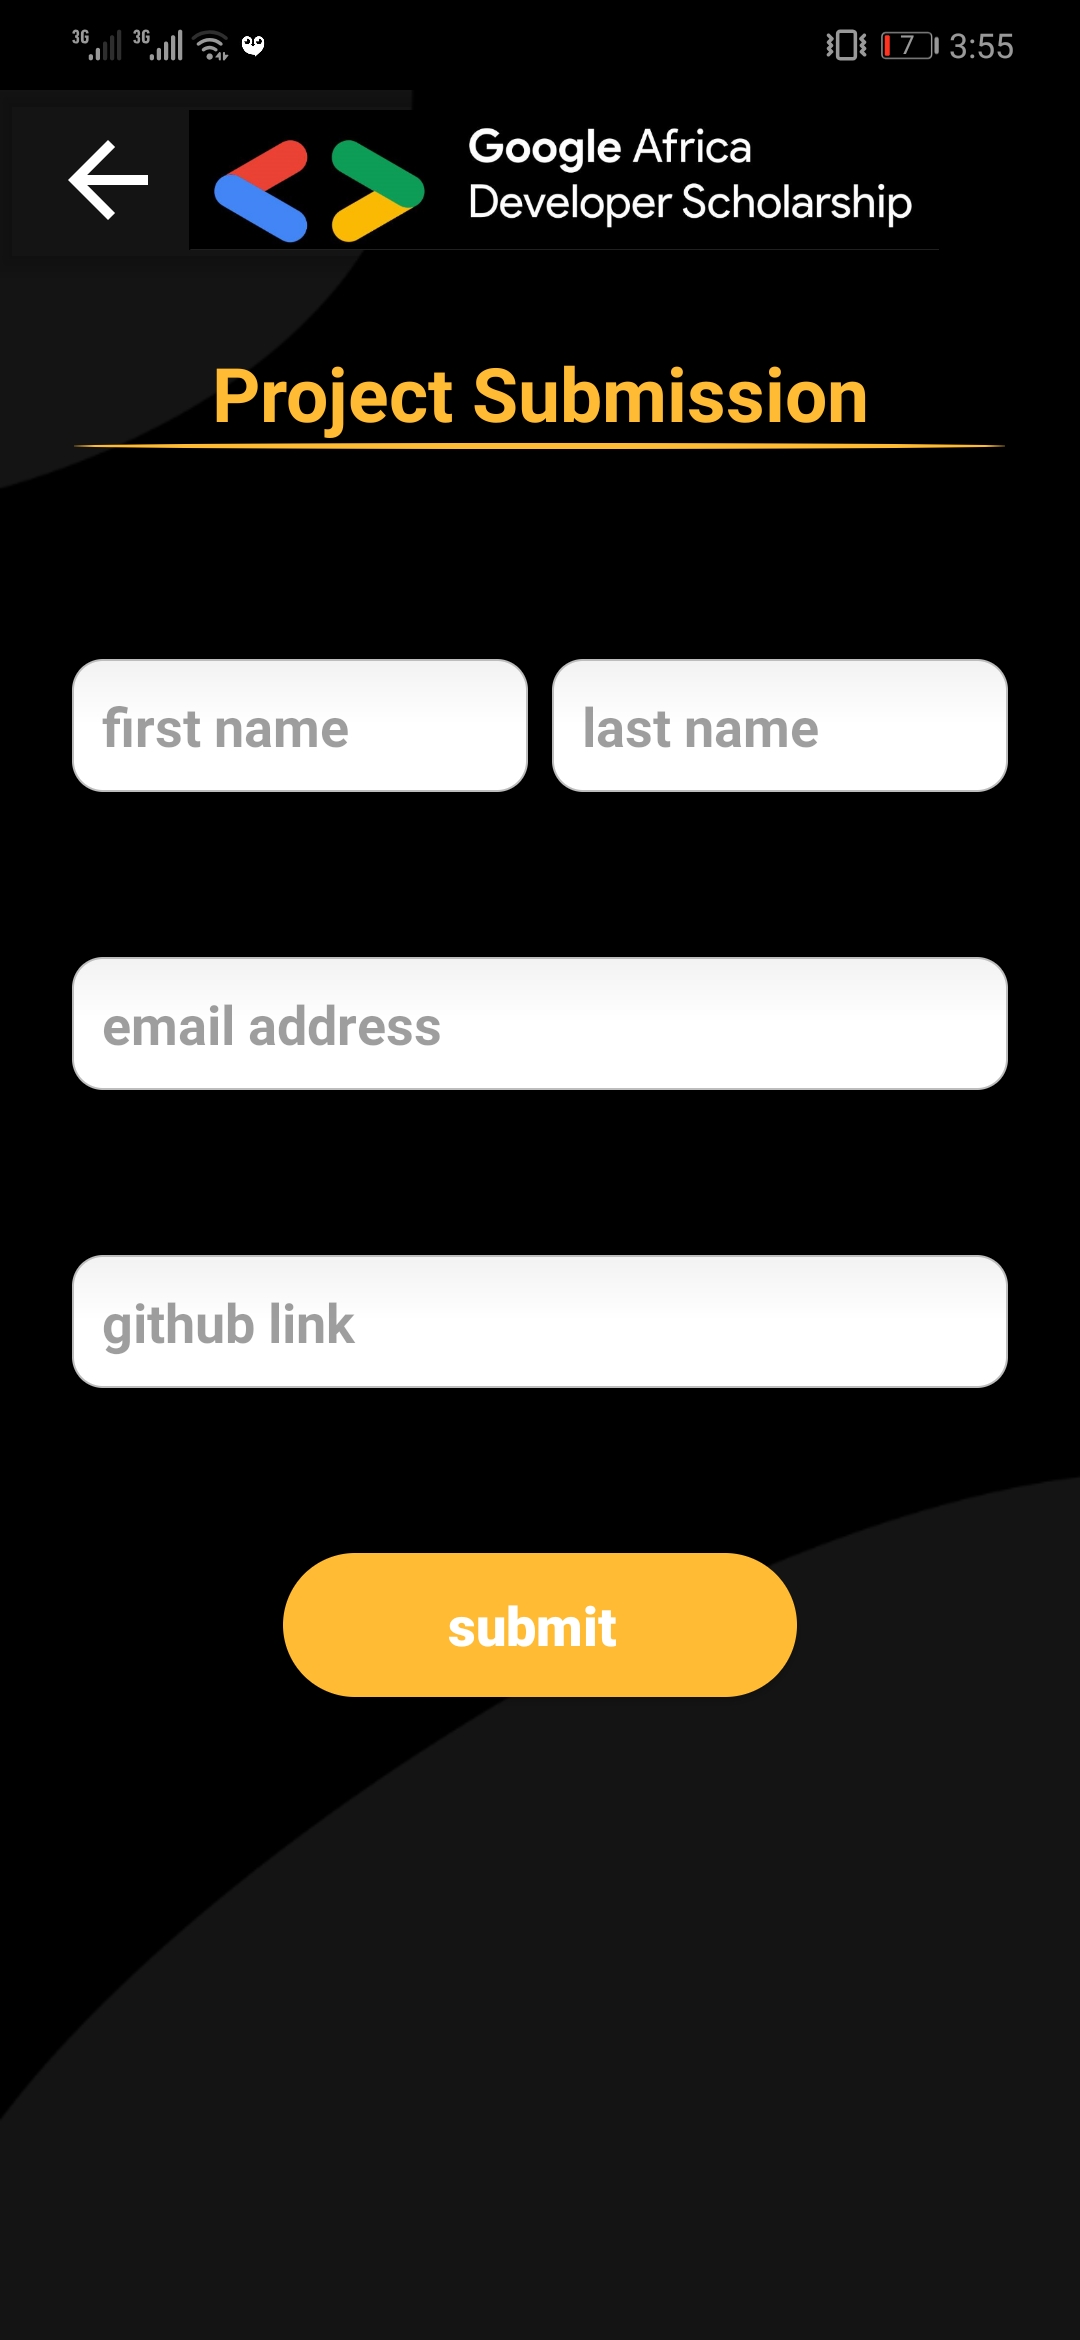 3G 3G 7 3:55
Google Africa
Developer Scholarship
Project Submission
first name last name
email address
github link
submit